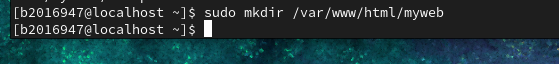 [b2016947@localhost ~]$ sudo mkdir /var/www/html/myweb
[b2016947@localhost ~]$